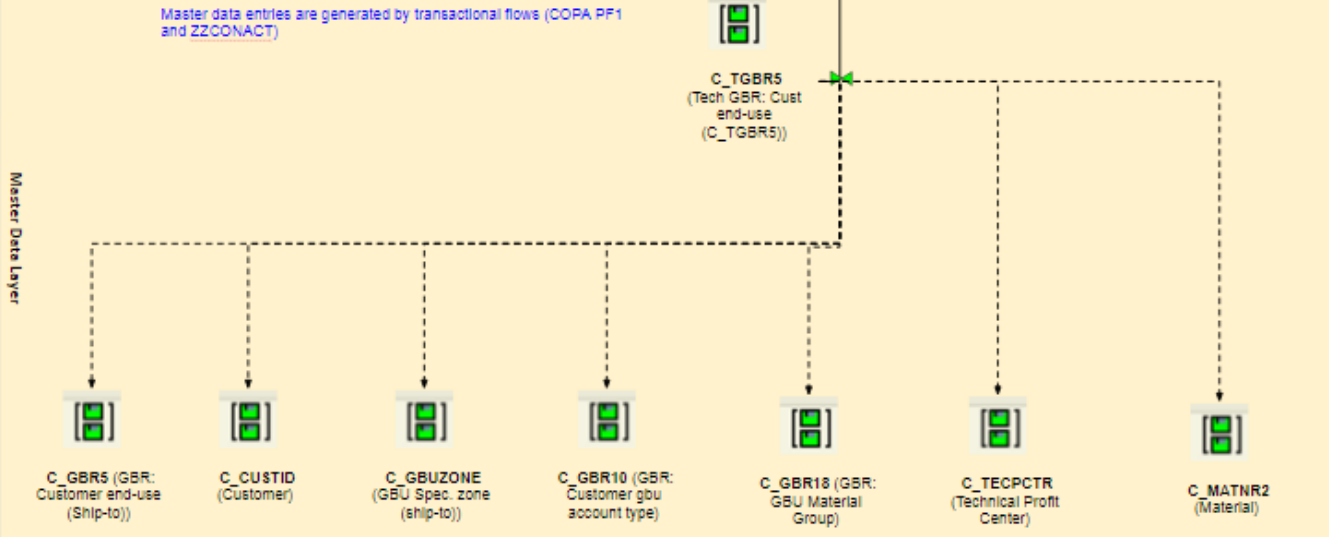 Master data entries are generated by transactional flows (COPA PF1
and ZZCONACT)
C_TGBR5
(Tech GBR: Cust
end-use
(C_TGBR5))
Master Data Layer
C_GBR5 (GBR:
Customer end-use
(Ship-to))
C_CUSTID
(Customer)
C_GBUZONE
(GBU Spec. zone
(ship-to))
C_GBR10 (GBR:
Customer gbu
account type)
C_GBR18 (GBR:
GBU Material
Group)
C_TECPCTR
(Technical Profit
Center)
C_MATNR2
(Material)